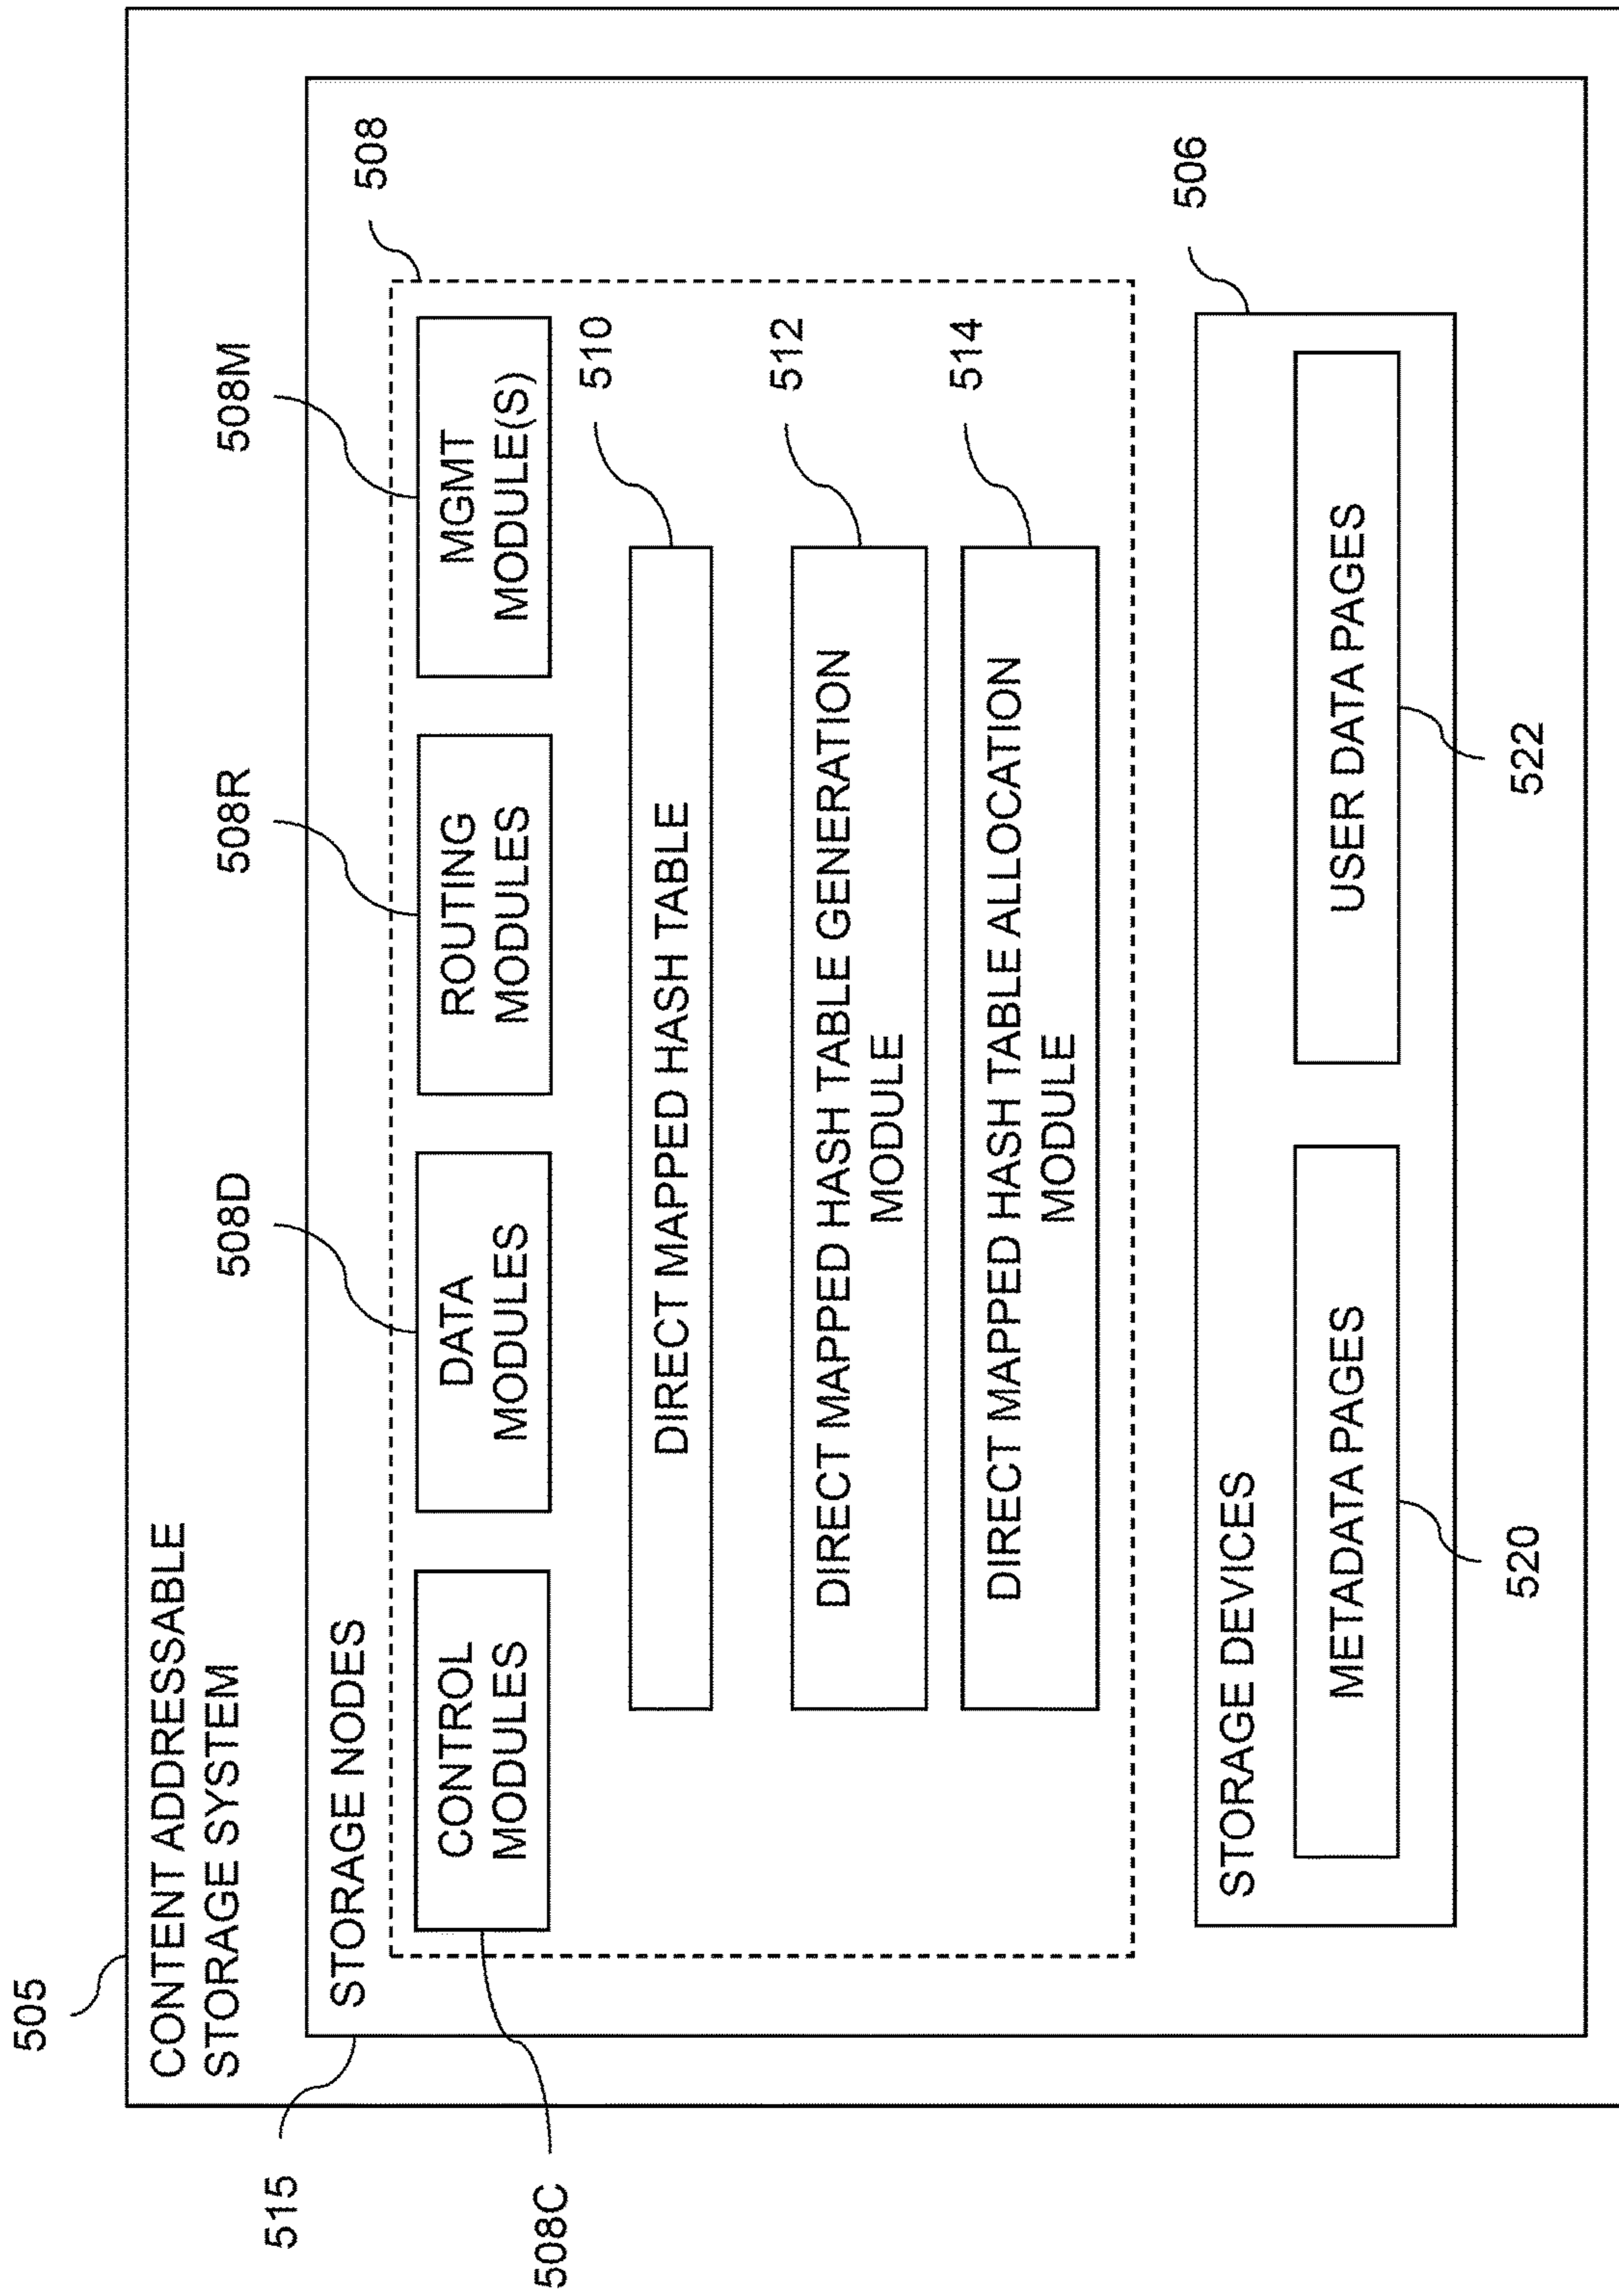 505
CONTENT ADDRESSABLE
STORAGE SYSTEM
508D
508R
508M
515
STORAGE NODES
508
508C
CONTROL
MODULES
DATA
MODULES
ROUTING
MODULES
MGMT
MODULE(S)
510
DIRECT MAPPED HASH TABLE
512
DIRECT MAPPED HASH TABLE GENERATION
MODULE
514
DIRECT MAPPED HASH TABLE ALLOCATION
MODULE
506
STORAGE DEVICES
METADATA PAGES
USER DATA PAGES
520
522